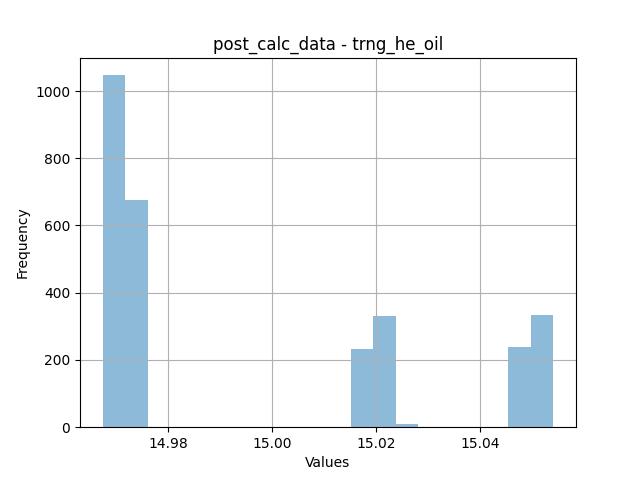 post_calc_data - trng_he_oil
1000
800
600
400
200
0
Frequency
14.98 15.00 15.02 15.04
Values